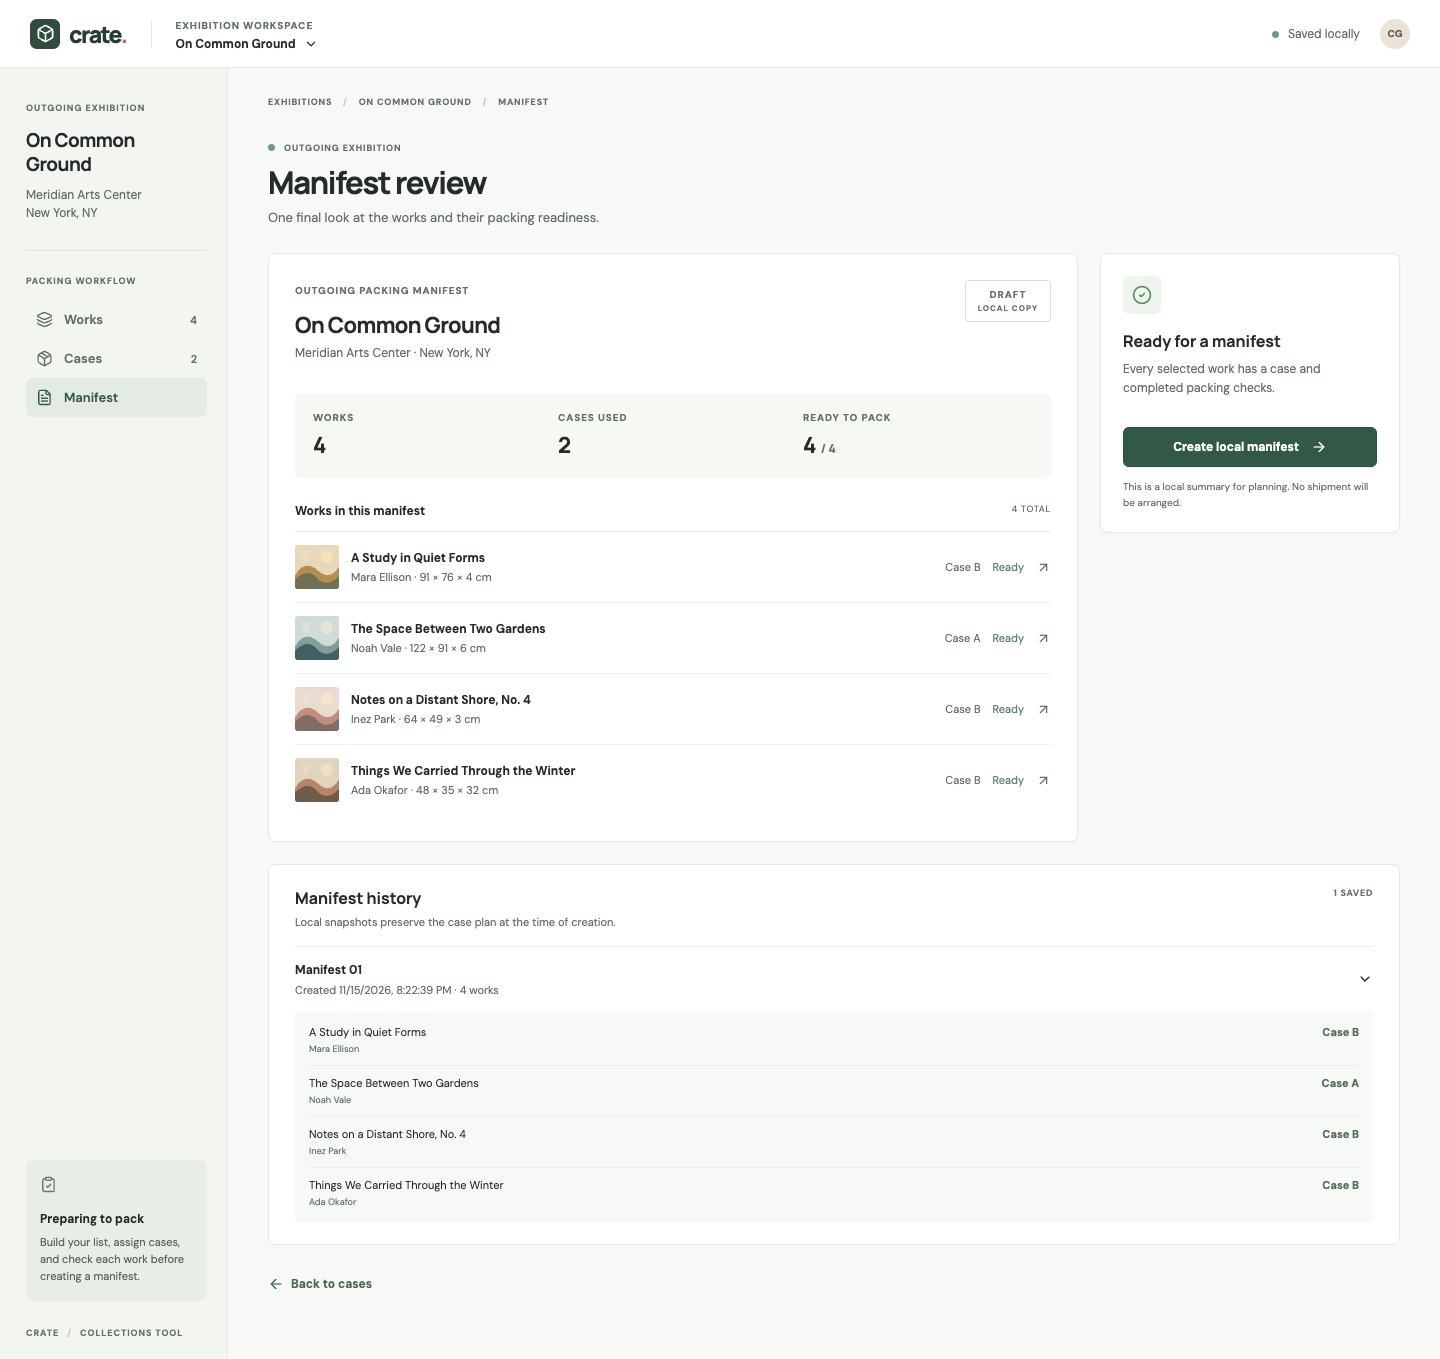 crate.
EXHIBITION WORKSPACE
On Common Ground
Saved locally
CG
OUTGOING EXHIBITION
On Common
Ground
Meridian Arts Center
New York, NY
PACKING WORKFLOW
Works 4
Cases 2
Manifest
Preparing to pack
Build your list, assign cases,
and check each work before
creating a manifest.
CRATE / COLLECTIONS TOOL
EXHIBITIONS / ON COMMON GROUND / MANIFEST
OUTGOING EXHIBITION
Manifest review
One final look at the works and their packing readiness.
OUTGOING PACKING MANIFEST
On Common Ground
Meridian Arts Center · New York, NY
DRAFT
LOCAL COPY
WORKS
4
CASES USED
2
READY TO PACK
4 / 4
Works in this manifest
4 TOTAL
A Study in Quiet Forms
Mara Ellison · 91 × 76 × 4 cm
Case B Ready
The Space Between Two Gardens
Noah Vale · 122 × 91 × 6 cm
Case A Ready
Notes on a Distant Shore, No. 4
Inez Park · 64 × 49 × 3 cm
Case B Ready
Things We Carried Through the Winter
Ada Okafor · 48 × 35 × 32 cm
Case B Ready
Ready for a manifest
Every selected work has a case and
completed packing checks.
Create local manifest
This is a local summary for planning. No shipment will
be arranged.
Manifest history
1 SAVED
Local snapshots preserve the case plan at the time of creation.
Manifest 01
Created 11/15/2026, 8:22:39 PM · 4 works
A Study in Quiet Forms
Mara Ellison
Case B
The Space Between Two Gardens
Noah Vale
Case A
Notes on a Distant Shore, No. 4
Inez Park
Case B
Things We Carried Through the Winter
Ada Okafor
Case B
Back to cases